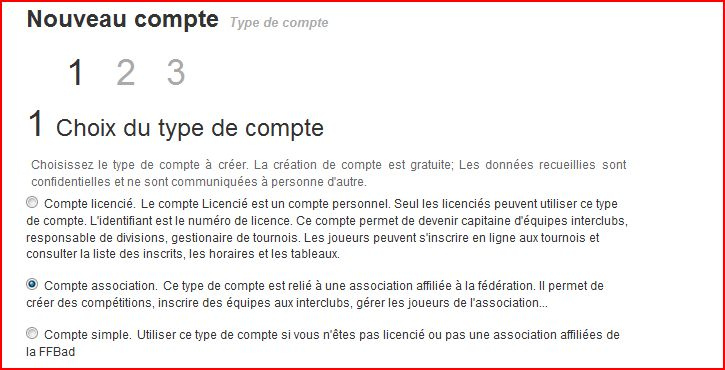 Nouveau compte Type de compte
1 2 3
1 Choix du type de compte
Choisissez le type de compte à créer. La création de compte est gratuite; Les données recueillies sont
confidentielles et ne sont communiquées à personne d'autre.
Compte licencié. Le compte Licencié est un compte personnel. Seul les licenciés peuvent utiliser ce type
de compte. L'identifiant est le numéro de licence. Ce compte permet de devenir capitaine d'équipes interclubs,
responsable de divisions, gestionaire de tournois. Les joueurs peuvent s'inscrire en ligne aux tournois et
consulter la liste des inscrits, les horaires et les tableaux.
Compte association. Ce type de compte est relié à une association affiliée à la fédération. Il permet de
créer des compétitions, inscrire des équipes aux interclubs, gérer les joueurs de l'association...
Compte simple. Utiliser ce type de compte si vous n'êtes pas licencié ou pas une association affiliées de
la FFBad